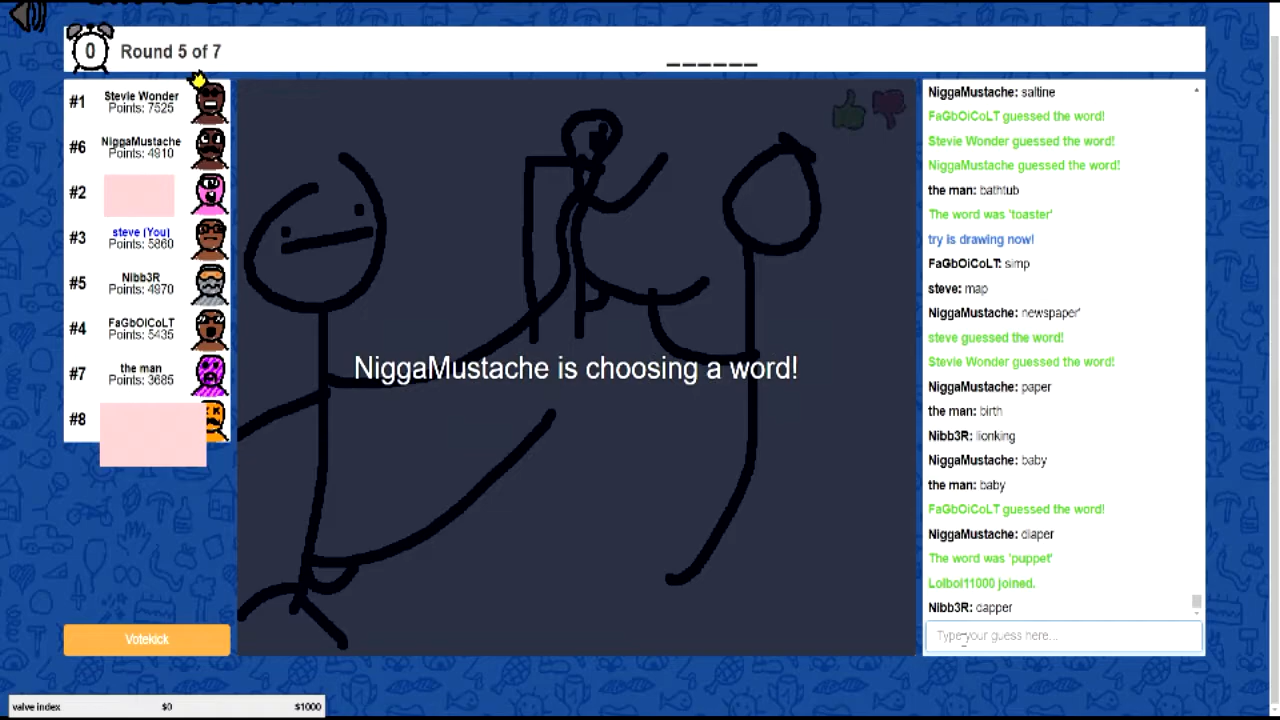 0
Round 5 of 7
______
#1 Stevie Wonder
Points: 7525
#6 NiggaMustache
Points: 4910
#2
#3 steve (You)
Points: 5860
#5 Nibb3R
Points: 4970
#4 FaGbOiCoLT
Points: 5435
#7 the man
Points: 3685
#8
Votekick
NiggaMustache is choosing a word!
NiggaMustache: saltine
FaGbOiCoLT guessed the word!
Stevie Wonder guessed the word!
NiggaMustache guessed the word!
the man: bathtub
The word was 'toaster'
try is drawing now!
FaGbOiCoLT: simp
steve: map
NiggaMustache: newspaper'
steve guessed the word!
Stevie Wonder guessed the word!
NiggaMustache: paper
the man: birth
Nibb3R: lionking
NiggaMustache: baby
the man: baby
FaGbOiCoLT guessed the word!
NiggaMustache: diaper
The word was 'puppet'
Lolbol11000 joined.
Nibb3R: dapper
Type your guess here...
valve index $0 $1000